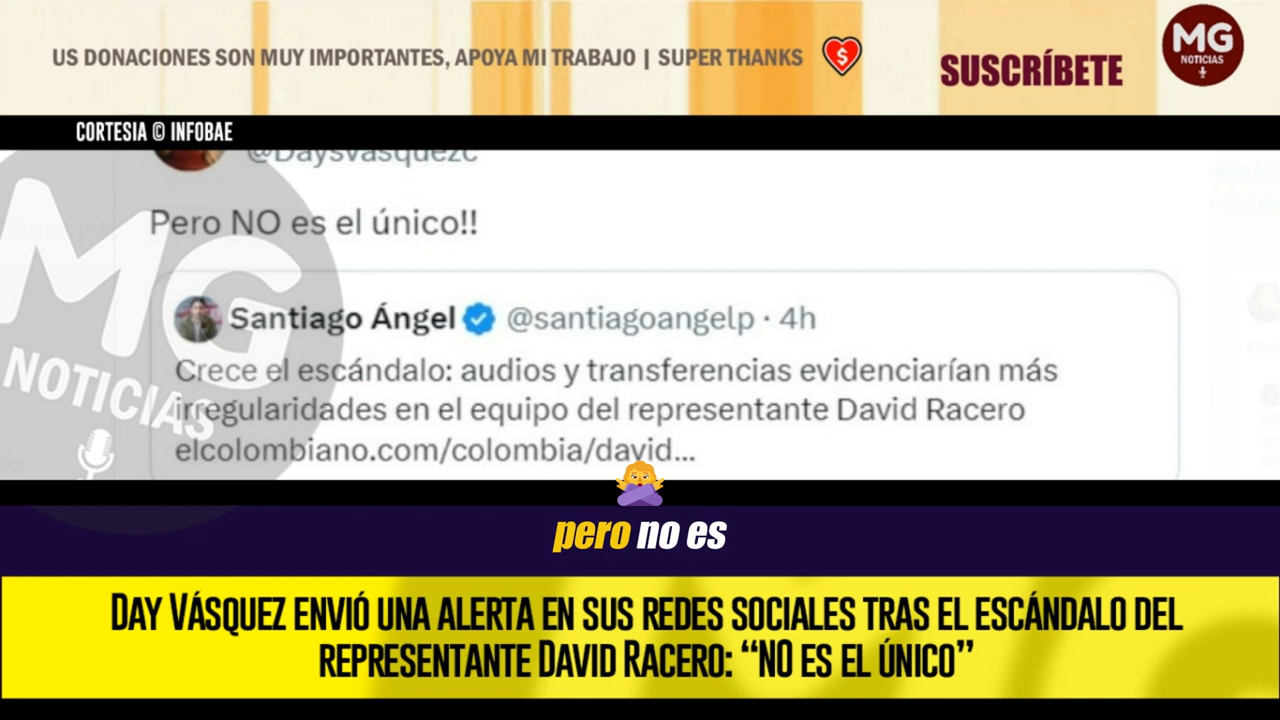 US DONACIONES SON MUY IMPORTANTES, APOYA MI TRABAJO | SUPER THANKS
SUSCRÍBETE
MG
NOTICIAS
CORTESIA © INFOBAE
@Daysvasquezc
Pero NO es el único!!
MG
NOTICIAS
Santiago Ángel @santiagoangelp · 4h
Crece el escándalo: audios y transferencias evidenciarían más
irregularidades en el equipo del representante David Racero
elcolombiano.com/colombia/david...
pero no es
DAY VÁSQUEZ ENVIÓ UNA ALERTA EN SUS REDES SOCIALES TRAS EL ESCÁNDALO DEL
REPRESENTANTE DAVID RACERO: “NO ES EL ÚNICO”